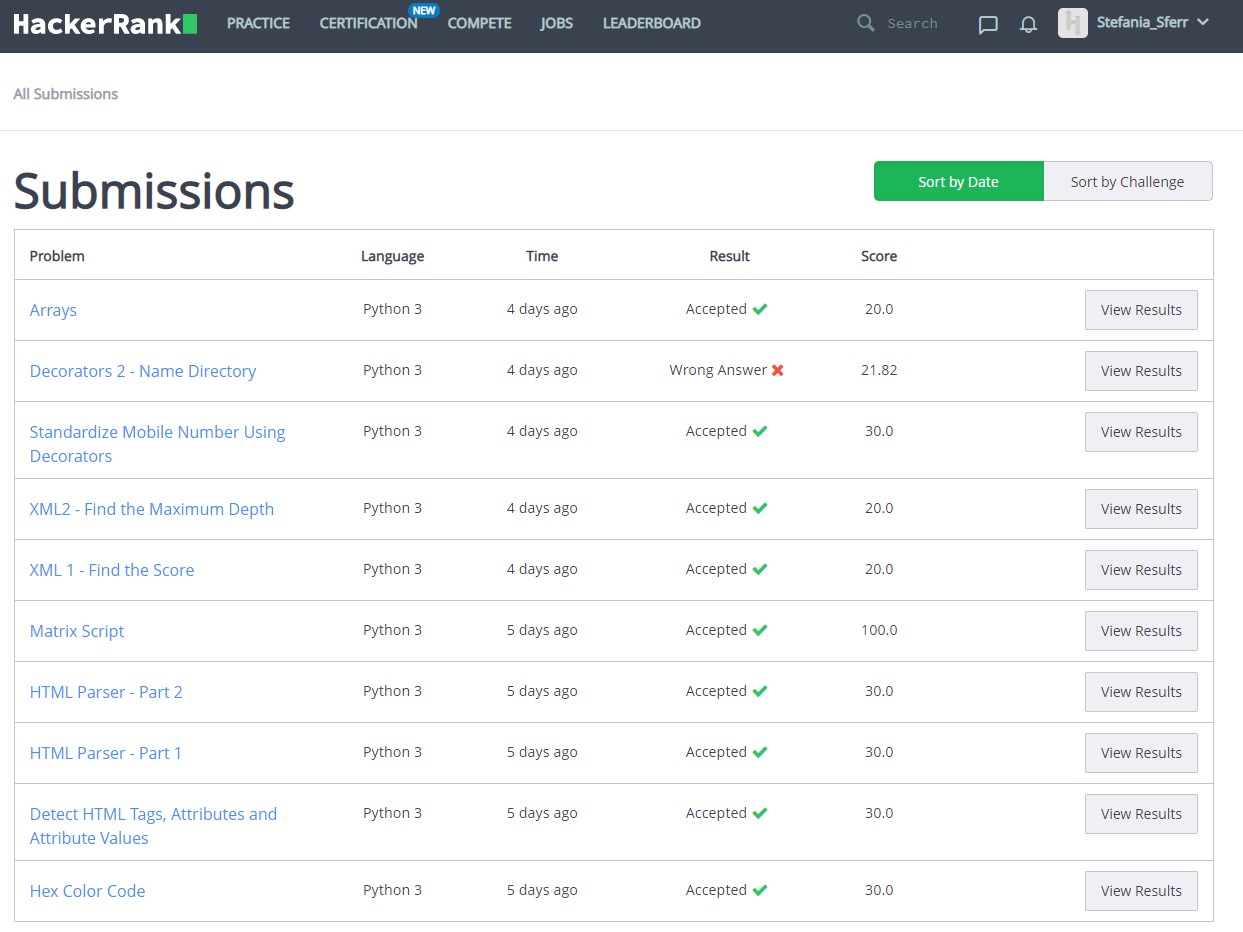 HackerRank PRACTICE CERTIFICATION NEW COMPETE JOBS LEADERBOARD Search Stefania_Sferr
All Submissions
Submissions
Sort by Date Sort by Challenge
Problem Language Time Result Score
Arrays Python 3 4 days ago Accepted 20.0 View Results
Decorators 2 - Name Directory Python 3 4 days ago Wrong Answer 21.82 View Results
Standardize Mobile Number Using Python 3 4 days ago Accepted 30.0 View Results
Decorators
XML2 - Find the Maximum Depth Python 3 4 days ago Accepted 20.0 View Results
XML 1 - Find the Score Python 3 4 days ago Accepted 20.0 View Results
Matrix Script Python 3 5 days ago Accepted 100.0 View Results
HTML Parser - Part 2 Python 3 5 days ago Accepted 30.0 View Results
HTML Parser - Part 1 Python 3 5 days ago Accepted 30.0 View Results
Detect HTML Tags, Attributes and Python 3 5 days ago Accepted 30.0 View Results
Attribute Values
Hex Color Code Python 3 5 days ago Accepted 30.0 View Results